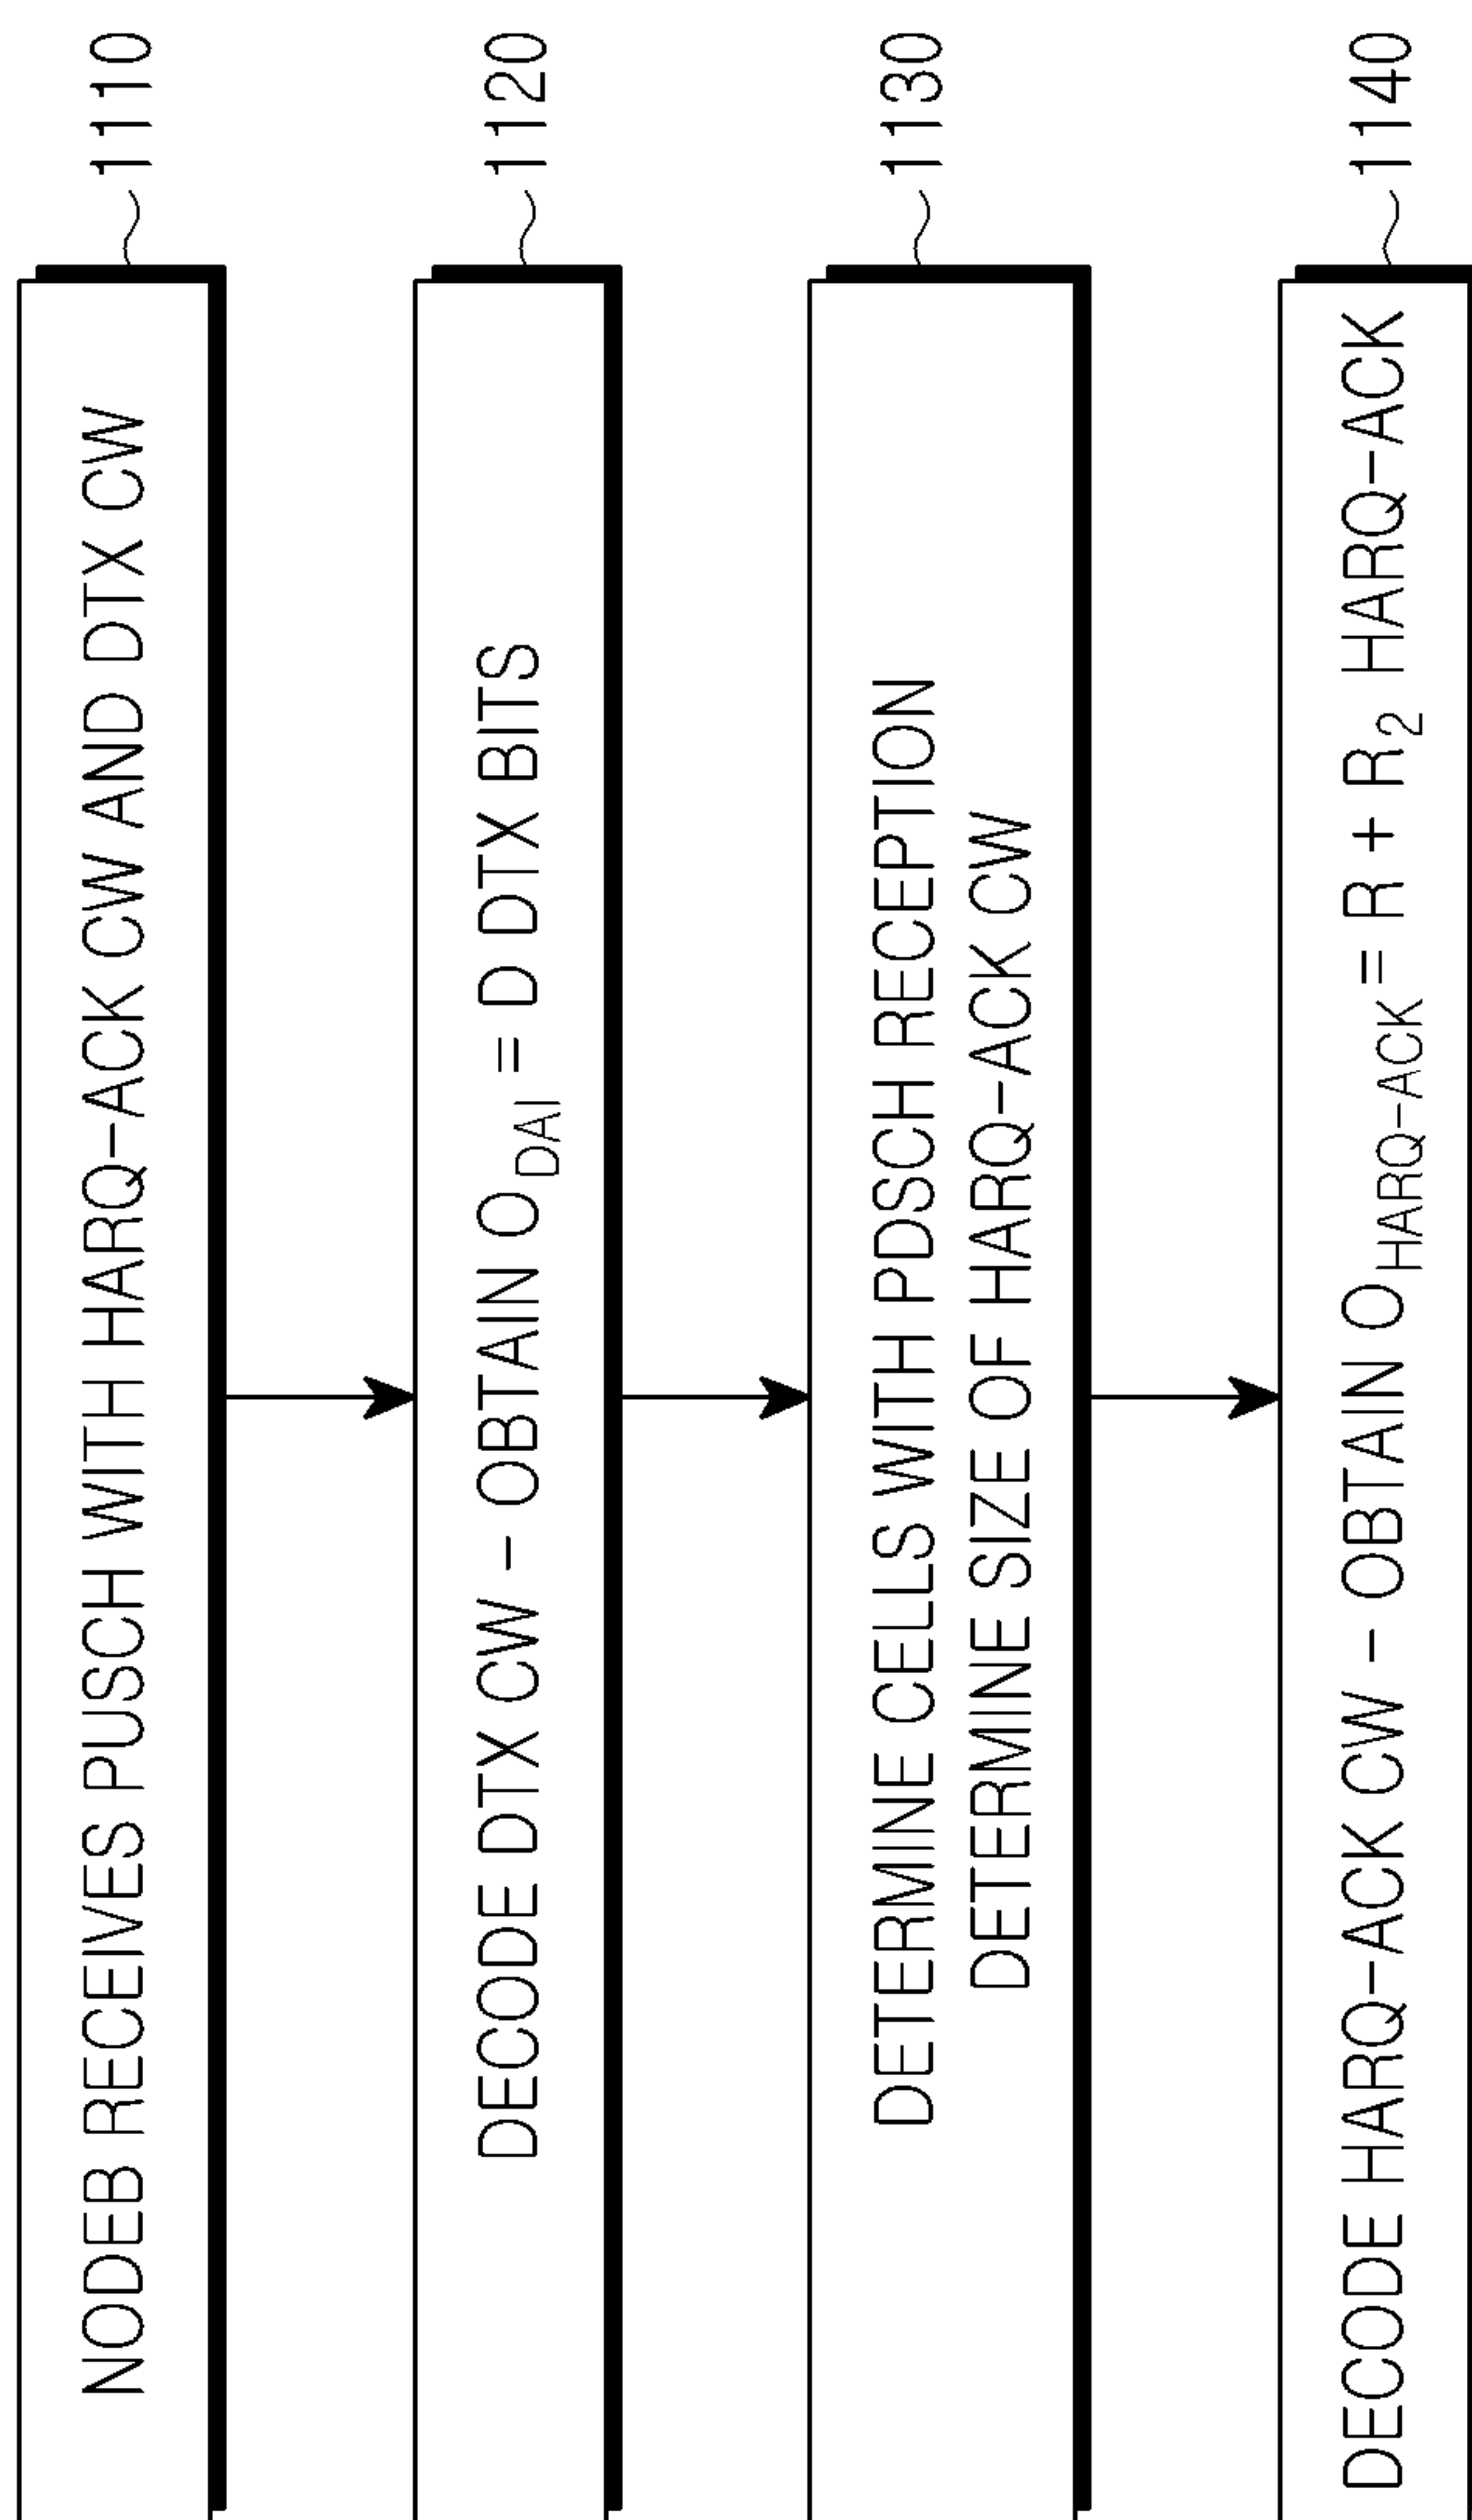 NODEB RECEIVES PUSCH WITH HARQ-ACK CW AND DTX CW
1110
DECODE DTX CW - OBTAIN O_DAI = D DTX BITS
1120
DETERMINE CELLS WITH PDSCH RECEPTION
DETERMINE SIZE OF HARQ-ACK CW
1130
DECODE HARQ-ACK CW - OBTAIN O_HARQ-ACK = R + R_2 HARQ-ACK
1140